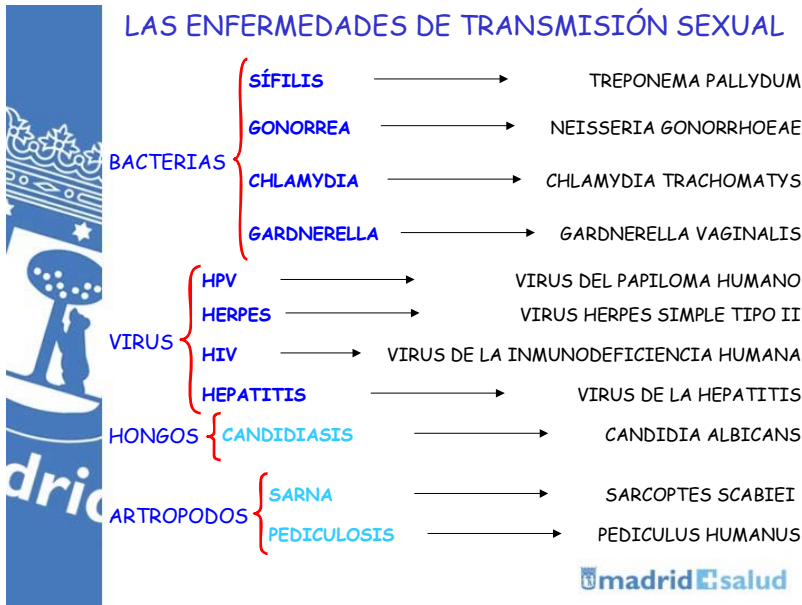 LAS ENFERMEDADES DE TRANSMISIÓN SEXUAL
BACTERIAS
SÍFILIS TREPONEMA PALLYDUM
GONORREA NEISSERIA GONORRHOEAE
CHLAMYDIA CHLAMYDIA TRACHOMATYS
GARDNERELLA GARDNERELLA VAGINALIS
VIRUS
HPV VIRUS DEL PAPILOMA HUMANO
HERPES VIRUS HERPES SIMPLE TIPO II
HIV VIRUS DE LA INMUNODEFICIENCIA HUMANA
HEPATITIS VIRUS DE LA HEPATITIS
HONGOS
CANDIDIASIS CANDIDIA ALBICANS
ARTROPODOS
SARNA SARCOPTES SCABIEI
PEDICULOSIS PEDICULUS HUMANUS
dric
madrid salud